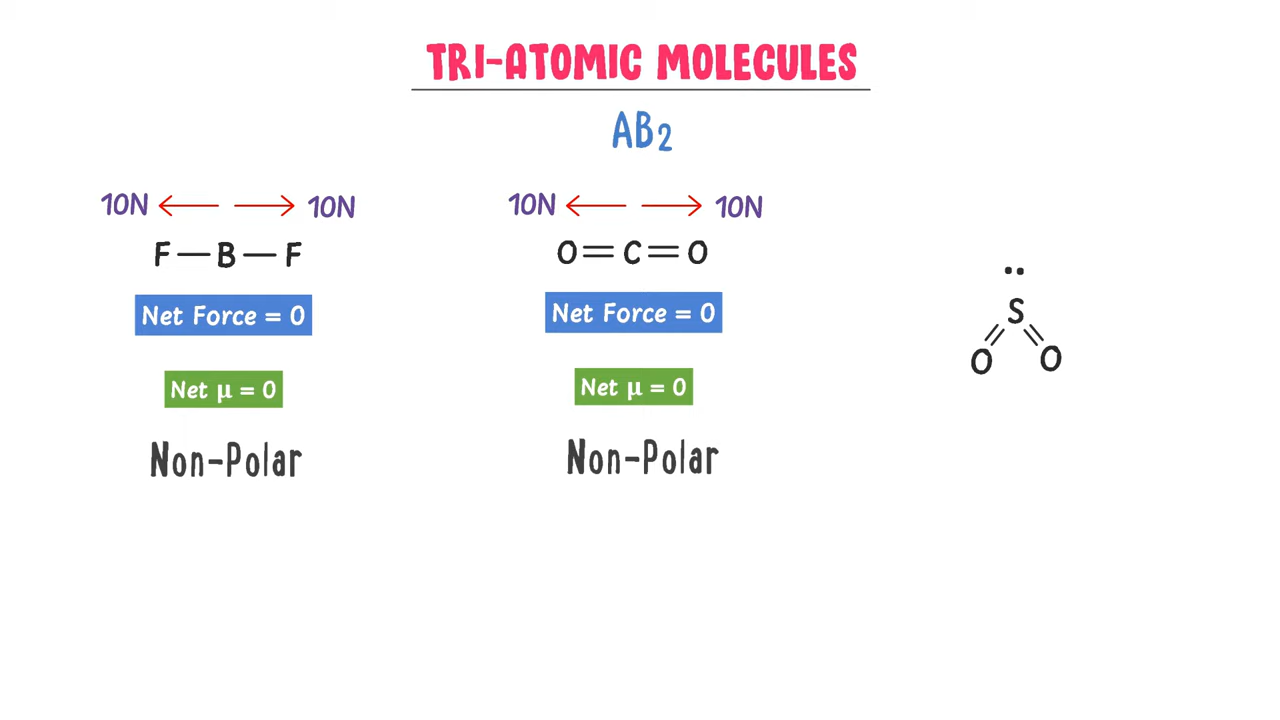 TRI-ATOMIC MOLECULES
AB₂
10N 10N
F — B — F
Net Force = 0
Net μ = 0
Non-Polar
10N 10N
O = C = O
Net Force = 0
Net μ = 0
Non-Polar
S
O O